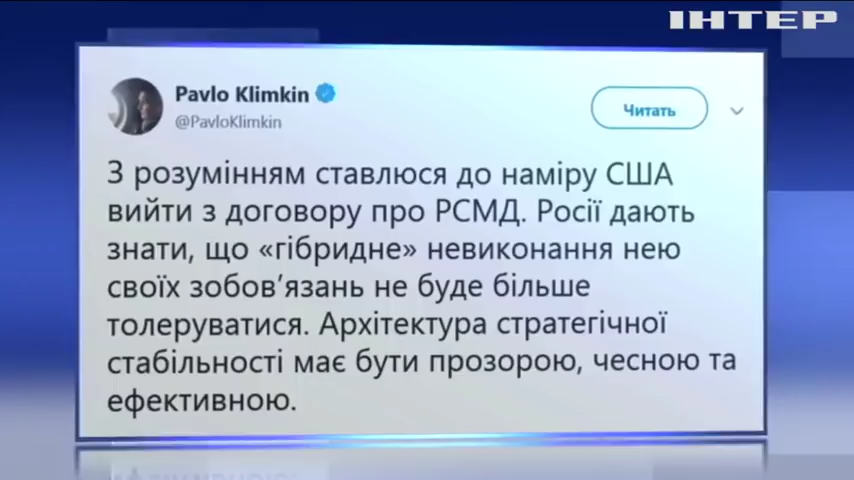 ІНТЕР
Pavlo Klimkin
@PavloKlimkin
Читать
З розумінням ставлюся до наміру США
вийти з договору про РСМД. Росії дають
знати, що «гібридне» невиконання нею
своїх зобов’язань не буде більше
толеруватися. Архітектура стратегічної
стабільності має бути прозорою, чесною та
ефективною.